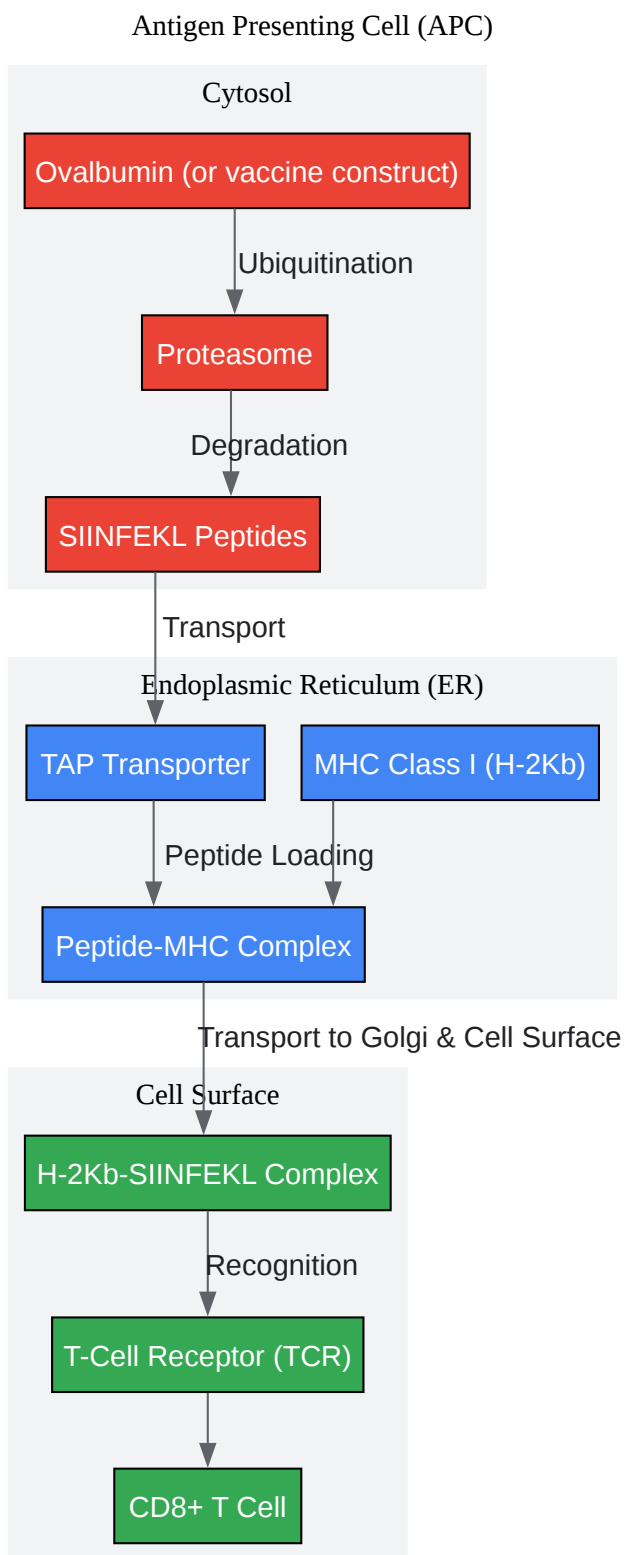 Antigen Presenting Cell (APC)
Cytosol
Ovalbumin (or vaccine construct)
Ubiquitination
Proteasome
Degradation
SIINFEKL Peptides
Transport
Endoplasmic Reticulum (ER)
TAP Transporter
MHC Class I (H-2Kb)
Peptide Loading
Peptide-MHC Complex
Transport to Golgi & Cell Surface
Cell Surface
H-2Kb-SIINFEKL Complex
Recognition
T-Cell Receptor (TCR)
CD8+ T Cell